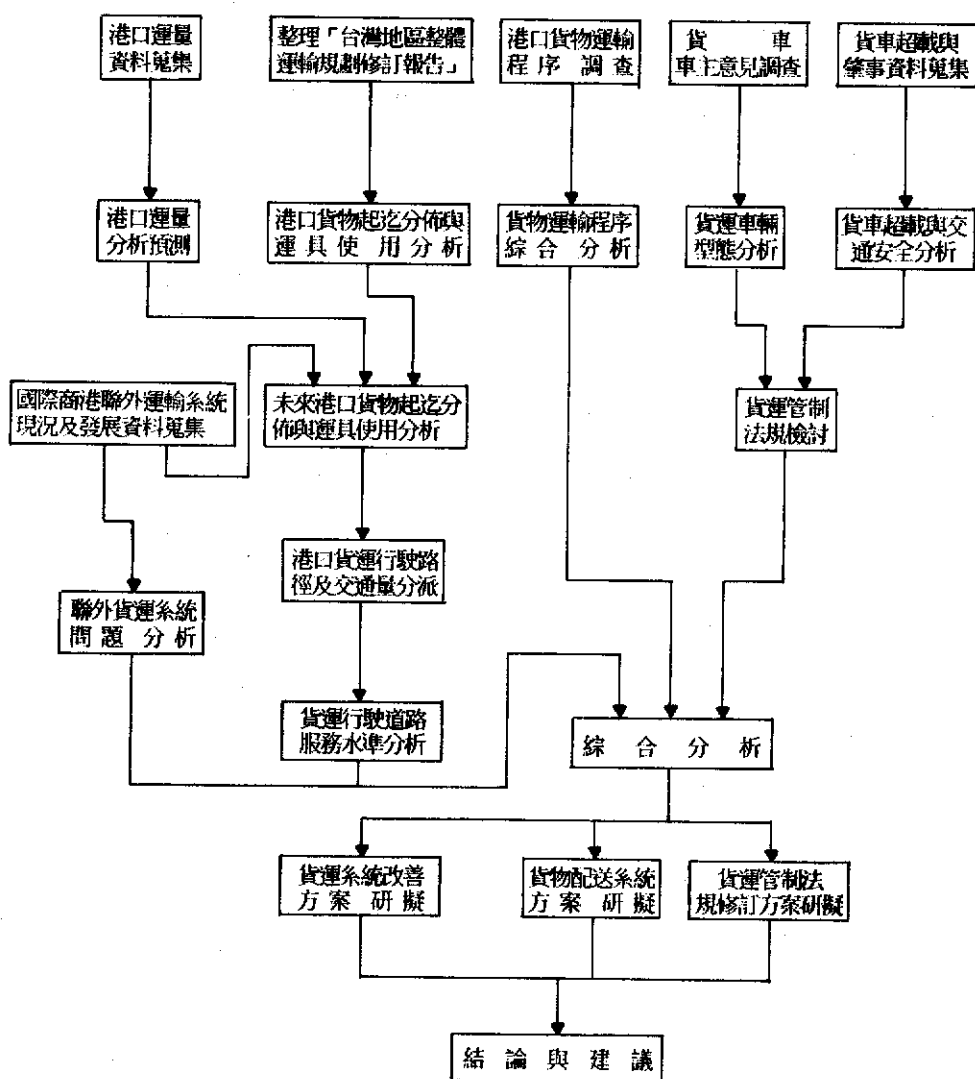 港口運量
資料蒐集
整理「台灣地區整體
運輸規劃修訂報告」
港口貨物運輸
程序調查
貨車
車主意見調查
貨車超載與
肇事資料蒐集
港口運量
分析預測
港口貨物起迄分佈與
運具使用分析
貨物運輸程序
綜合分析
貨運車輛
型態分析
貨車超載與交
通安全分析
國際商港聯外運輸系統
現況及發展資料蒐集
未來港口貨物起迄分
佈與運具使用分析
貨運管制
法規檢討
港口貨運行駛路
徑及交通量分派
聯外貨運系統
問題分析
貨運行駛道路
服務水準分析
綜合分析
貨運系統改善
方案研擬
貨物配送系統
方案研擬
貨運管制法
規修訂方案研擬
結論與建議